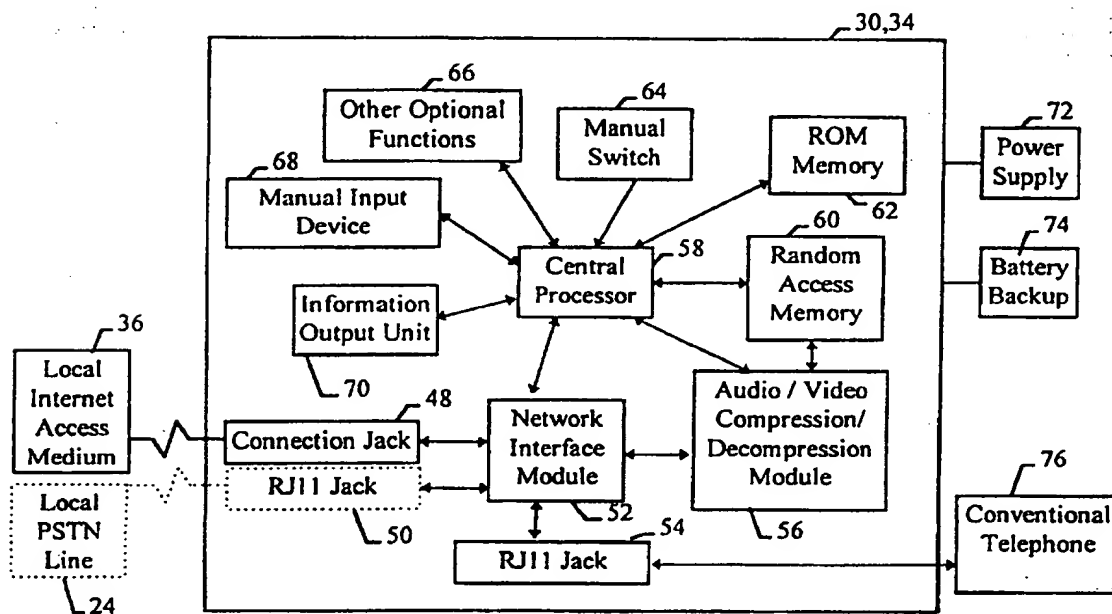 30,34
66
Other Optional
Functions
64
Manual
Switch
ROM
Memory
62
72
Power
Supply
68
Manual Input
Device
60
Random
Access
Memory
74
Battery
Backup
58
Central
Processor
Information
Output Unit
70
36
Local
Internet
Access
Medium
48
Connection Jack
Network
Interface
Module
52
Audio / Video
Compression/
Decompression
Module
56
RJ11 Jack
50
Local
PSTN
Line
24
54
RJ11 Jack
76
Conventional
Telephone